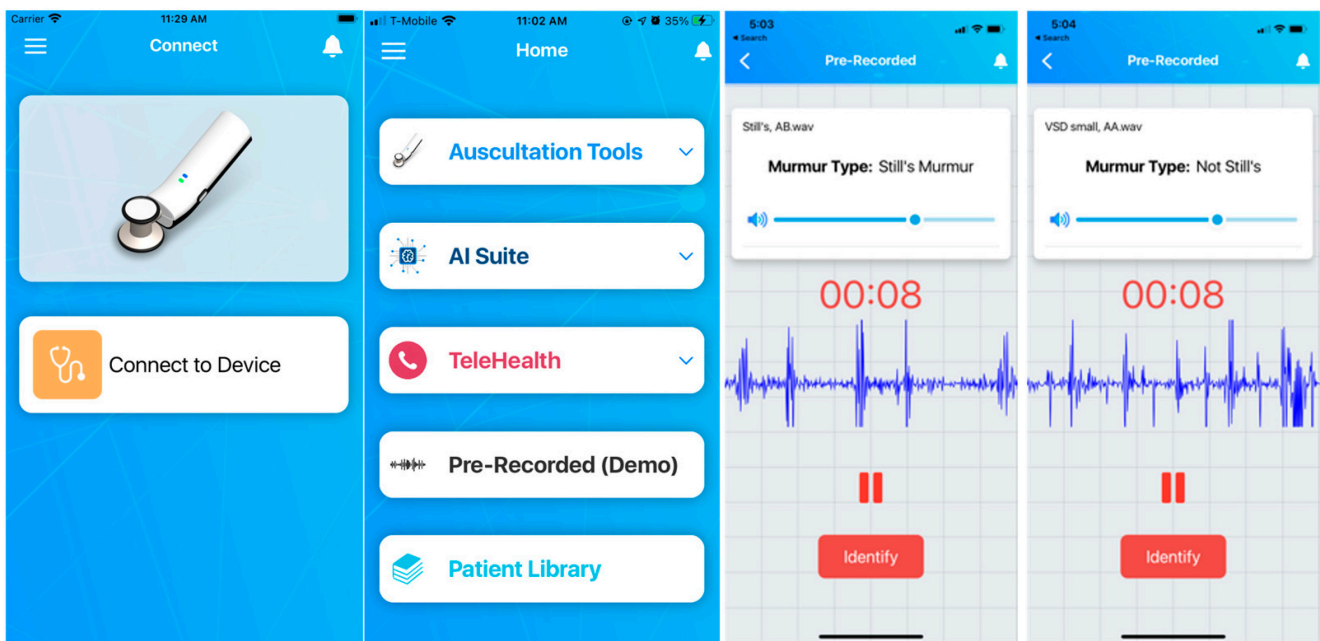 Carrier 11:29 AM
Connect
Connect to Device
T-Mobile 11:02 AM 35%
Home
Auscultation Tools
AI Suite
TeleHealth
Pre-Recorded (Demo)
Patient Library
5:03
Search
Pre-Recorded
Still's, AB.wav
Murmur Type: Still's Murmur
00:08
Identify
5:04
Search
Pre-Recorded
VSD small, AA.wav
Murmur Type: Not Still's
00:08
Identify